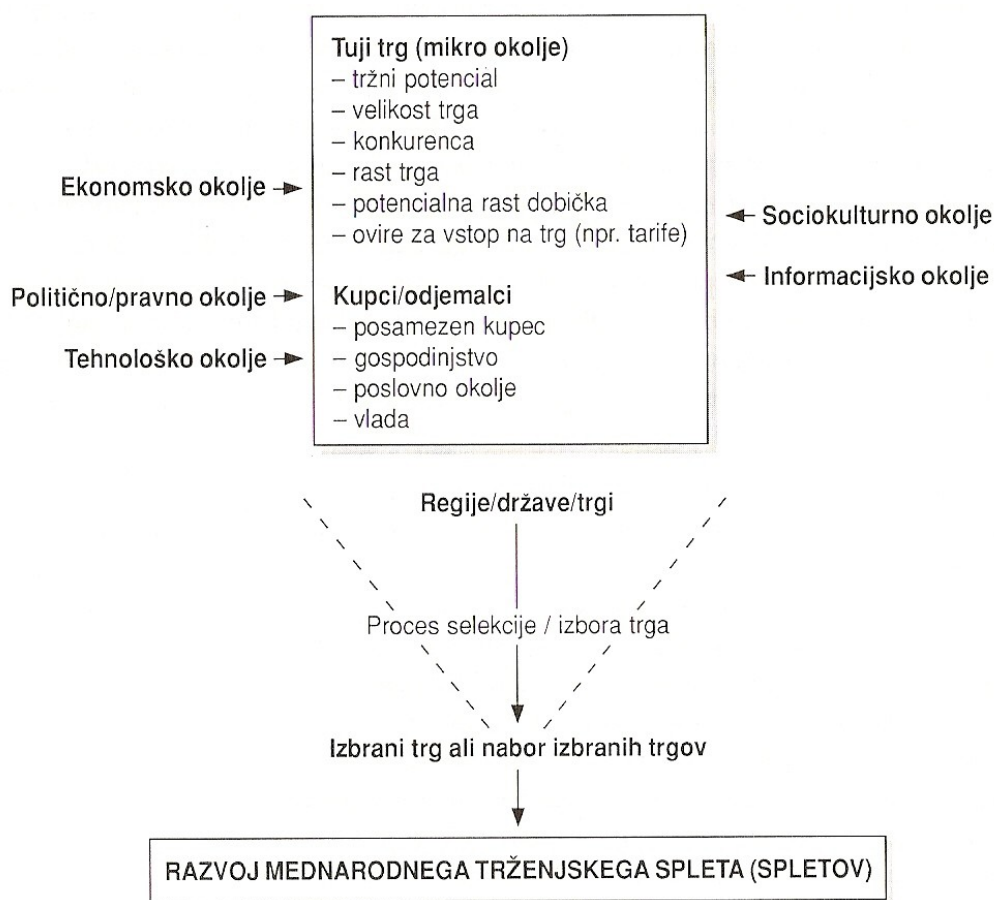 Tuji trg (mikro okolje)
– tržni potencial
– velikost trga
– konkurenca
– rast trga
– potencialna rast dobička
– ovire za vstop na trg (npr. tarife)
Kupci/odjemalci
– posamezen kupec
– gospodinjstvo
– poslovno okolje
– vlada
Ekonomsko okolje
Politično/pravno okolje
Tehnološko okolje
Sociokulturno okolje
Informacijsko okolje
Regije/države/trgi
Proces selekcije / izbora trga
Izbrani trg ali nabor izbranih trgov
RAZVOJ MEDNARODNEGA TRŽENJSKEGA SPLETA (SPLETOV)